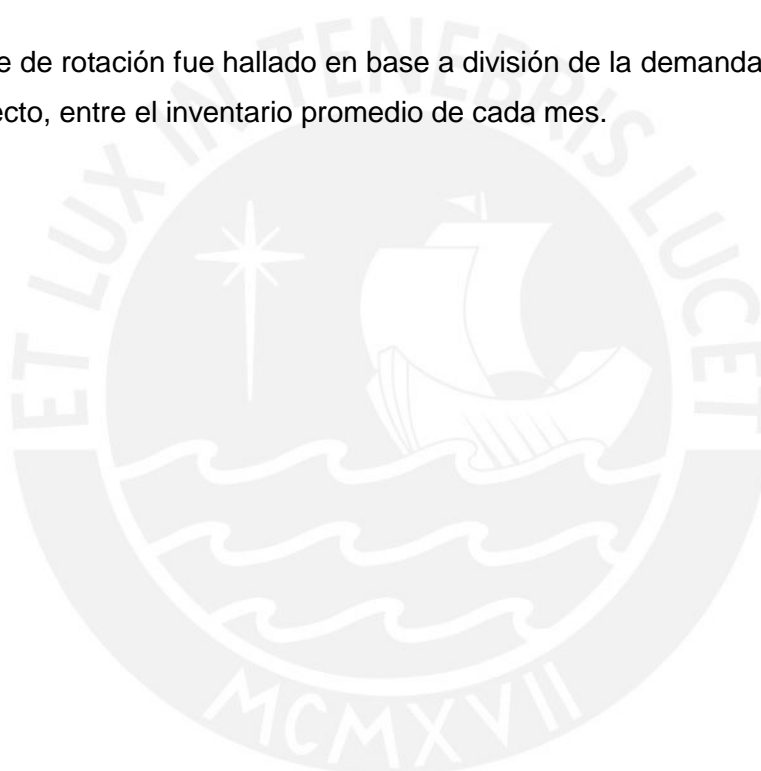 e de rotación fue hallado en base a división de la demanda
ecto, entre el inventario promedio de cada mes.
ET LUX IN TENEBRIS LUCET
MCMXVII